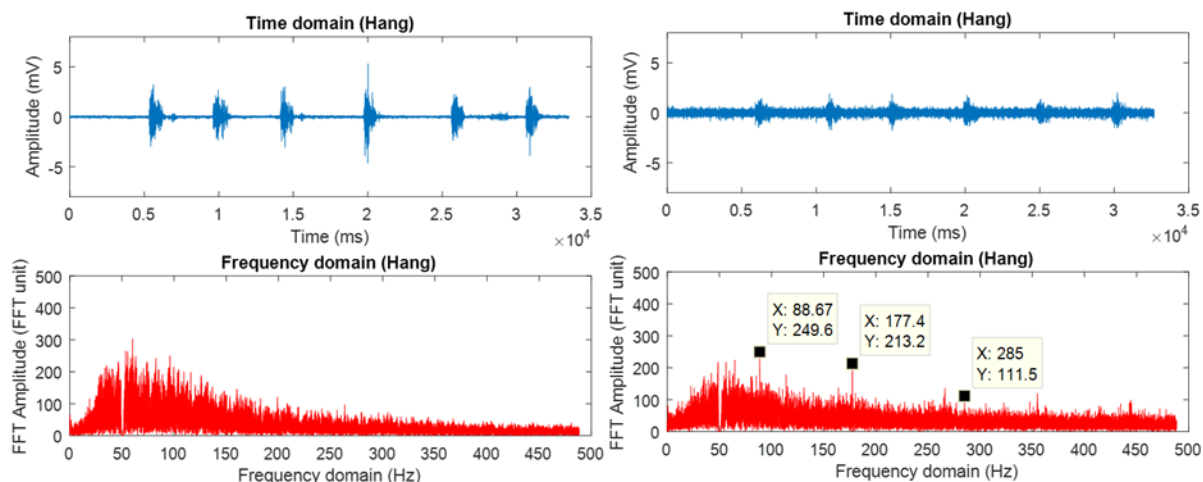 Time domain (Hang)
Amplitude (mV)
5
0
-5
0 0.5 1 1.5 2 2.5 3 3.5
Time (ms)
×10^4
Frequency domain (Hang)
FFT Amplitude (FFT unit)
500
400
300
200
100
0
0 50 100 150 200 250 300 350 400 450 500
Frequency domain (Hz)
Time domain (Hang)
Amplitude (mV)
5
0
-5
0 0.5 1 1.5 2 2.5 3 3.5
Time (ms)
×10^4
Frequency domain (Hang)
FFT Amplitude (FFT unit)
500
400
300
200
100
0
X: 88.67
Y: 249.6
X: 177.4
Y: 213.2
X: 285
Y: 111.5
0 50 100 150 200 250 300 350 400 450 500
Frequency domain (Hz)